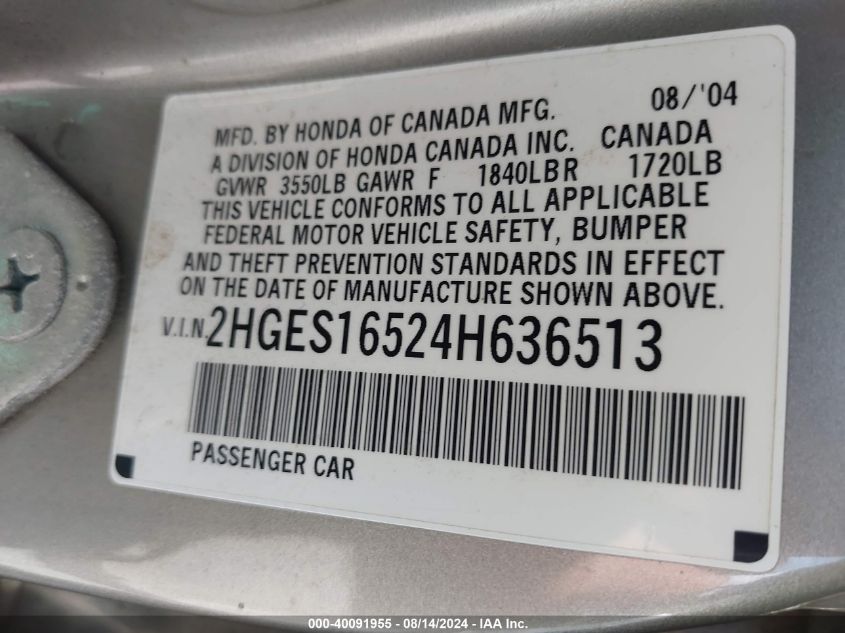 08/'04
MFD. BY HONDA OF CANADA MFG.
A DIVISION OF HONDA CANADA INC. CANADA
GVWR 3550LB GAWR F 1840LBR 1720LB
THIS VEHICLE CONFORMS TO ALL APPLICABLE
FEDERAL MOTOR VEHICLE SAFETY, BUMPER
AND THEFT PREVENTION STANDARDS IN EFFECT
ON THE DATE OF MANUFACTURE SHOWN ABOVE.
V.I.N. 2HGES16524H636513
PASSENGER CAR
000-40091955 - 08/14/2024 - IAA Inc.